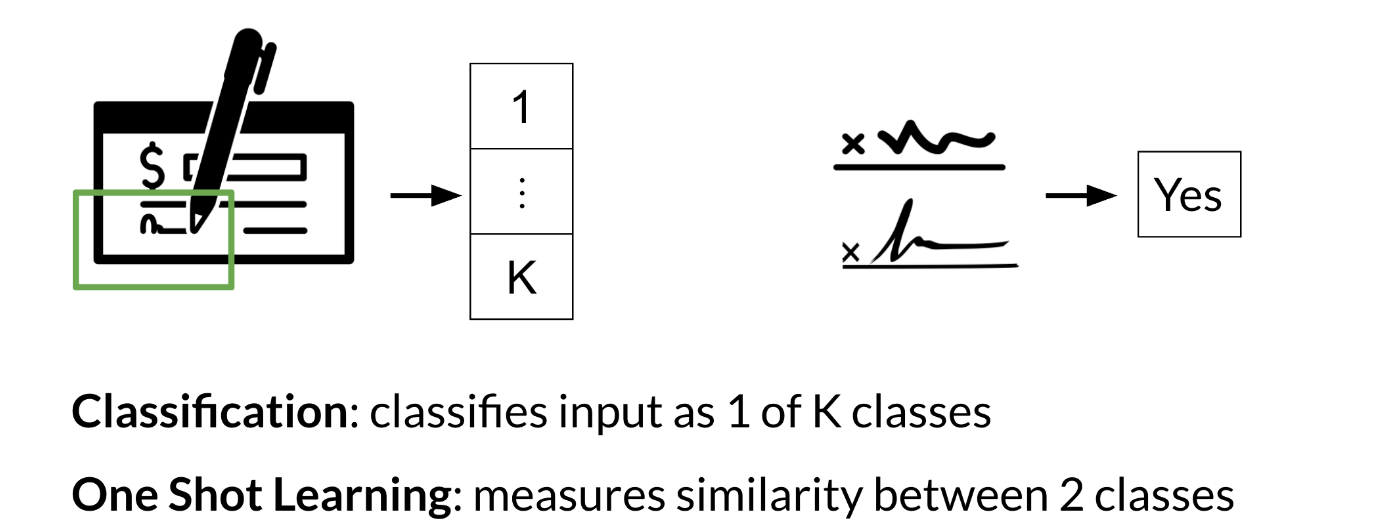 $
1
⋮
K
x
x
Yes
Classification: classifies input as 1 of K classes
One Shot Learning: measures similarity between 2 classes